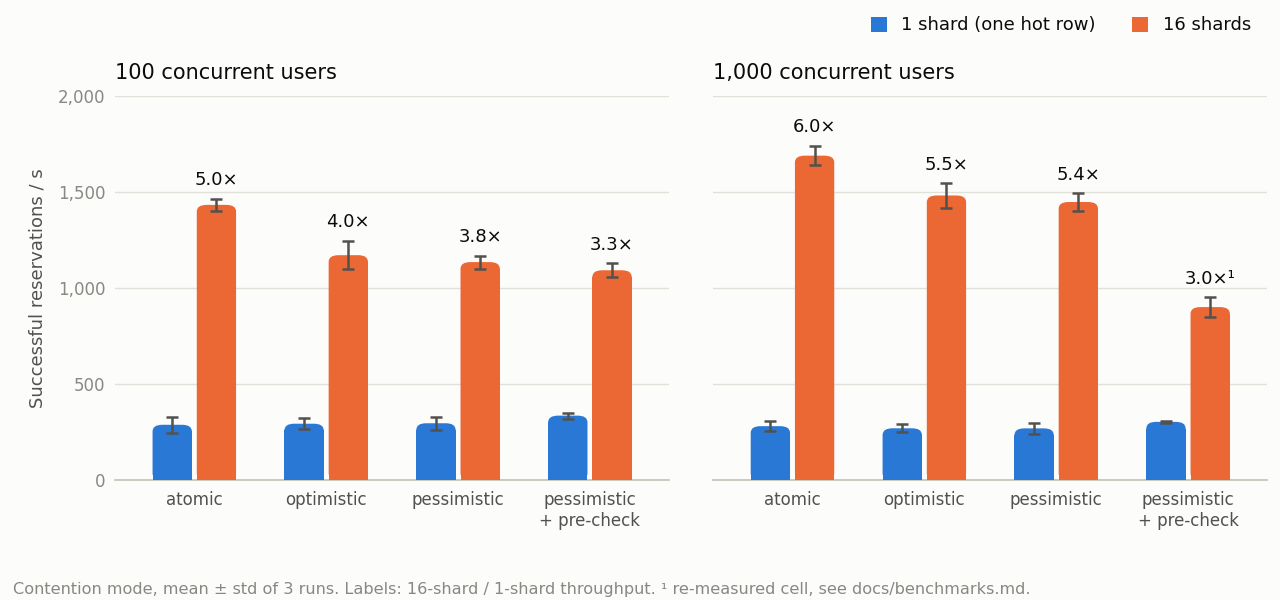 1 shard (one hot row) 16 shards
100 concurrent users
1,000 concurrent users
Successful reservations / s
2,000
1,500
1,000
500
0
5.0×
4.0×
3.8×
3.3×
6.0×
5.5×
5.4×
3.0×¹
atomic optimistic pessimistic pessimistic
+ pre-check
atomic optimistic pessimistic pessimistic
+ pre-check
Contention mode, mean ± std of 3 runs. Labels: 16-shard / 1-shard throughput. ¹ re-measured cell, see docs/benchmarks.md.